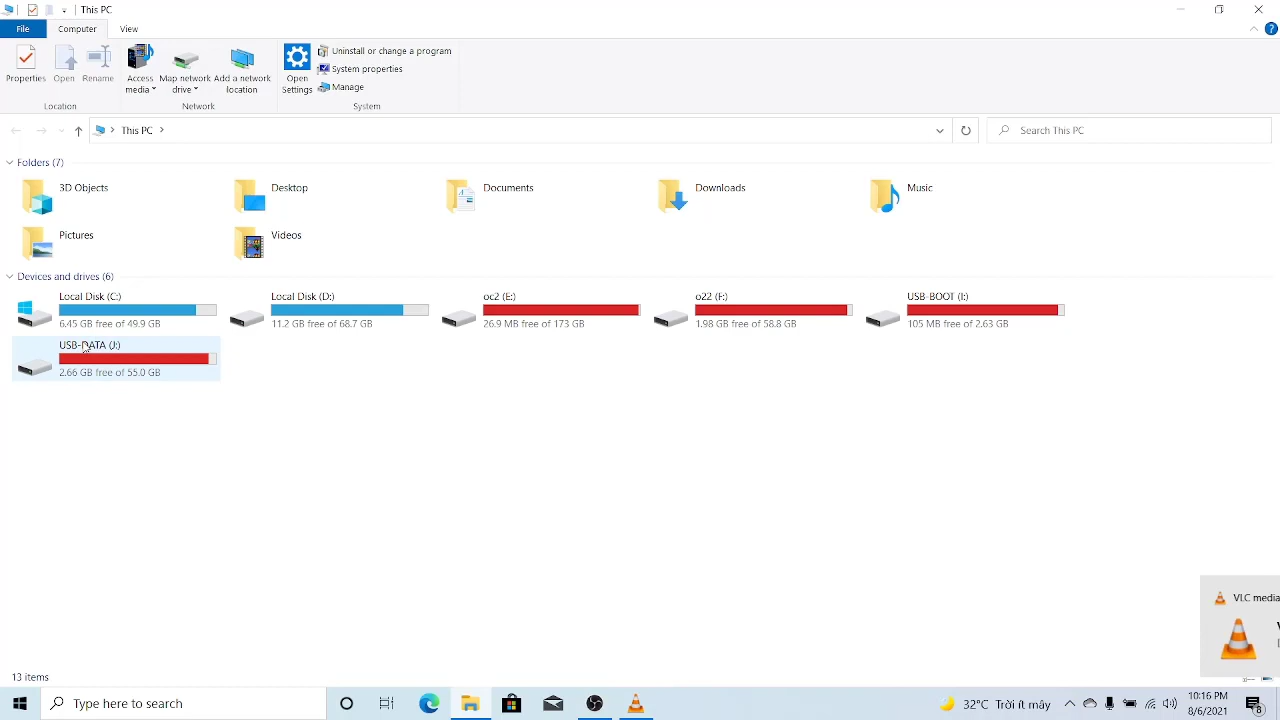 This PC
File
Computer
View
Properties
Open
Rename
Access media
Map network drive
Add a network location
Open Settings
Uninstall or change a program
System properties
Manage
Location
Network
System
This PC
Search This PC
Folders (7)
3D Objects
Desktop
Documents
Downloads
Music
Pictures
Videos
Devices and drives (6)
Local Disk (C:)
6.45 GB free of 49.9 GB
Local Disk (D:)
11.2 GB free of 68.7 GB
oc2 (E:)
26.9 MB free of 173 GB
o22 (F:)
1.98 GB free of 58.8 GB
USB-BOOT (I:)
105 MB free of 2.63 GB
USB-DATA (J:)
2.66 GB free of 55.0 GB
VLC media
13 items
Type here to search
32°C Trời ít mây
10:16 PM
8/6/2021
8